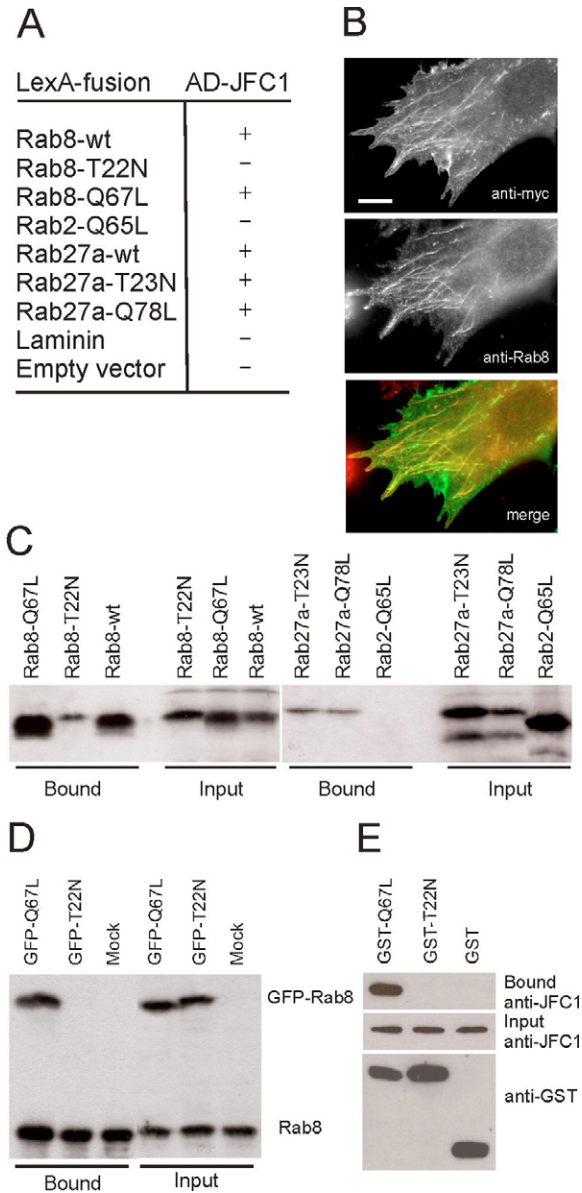 A
LexA-fusion AD-JFC1
Rab8-wt +
Rab8-T22N –
Rab8-Q67L +
Rab2-Q65L –
Rab27a-wt +
Rab27a-T23N +
Rab27a-Q78L +
Laminin –
Empty vector –
B
anti-myc
anti-Rab8
merge
C
Rab8-Q67L
Rab8-T22N
Rab8-wt
Rab8-T22N
Rab8-Q67L
Rab8-wt
Rab27a-T23N
Rab27a-Q78L
Rab2-Q65L
Rab27a-T23N
Rab27a-Q78L
Rab2-Q65L
Bound Input Bound Input
D
GFP-Q67L
GFP-T22N
Mock
GFP-Q67L
GFP-T22N
Mock
GFP-Rab8
Rab8
Bound Input
E
GST-Q67L
GST-T22N
GST
Bound
anti-JFC1
Input
anti-JFC1
anti-GST